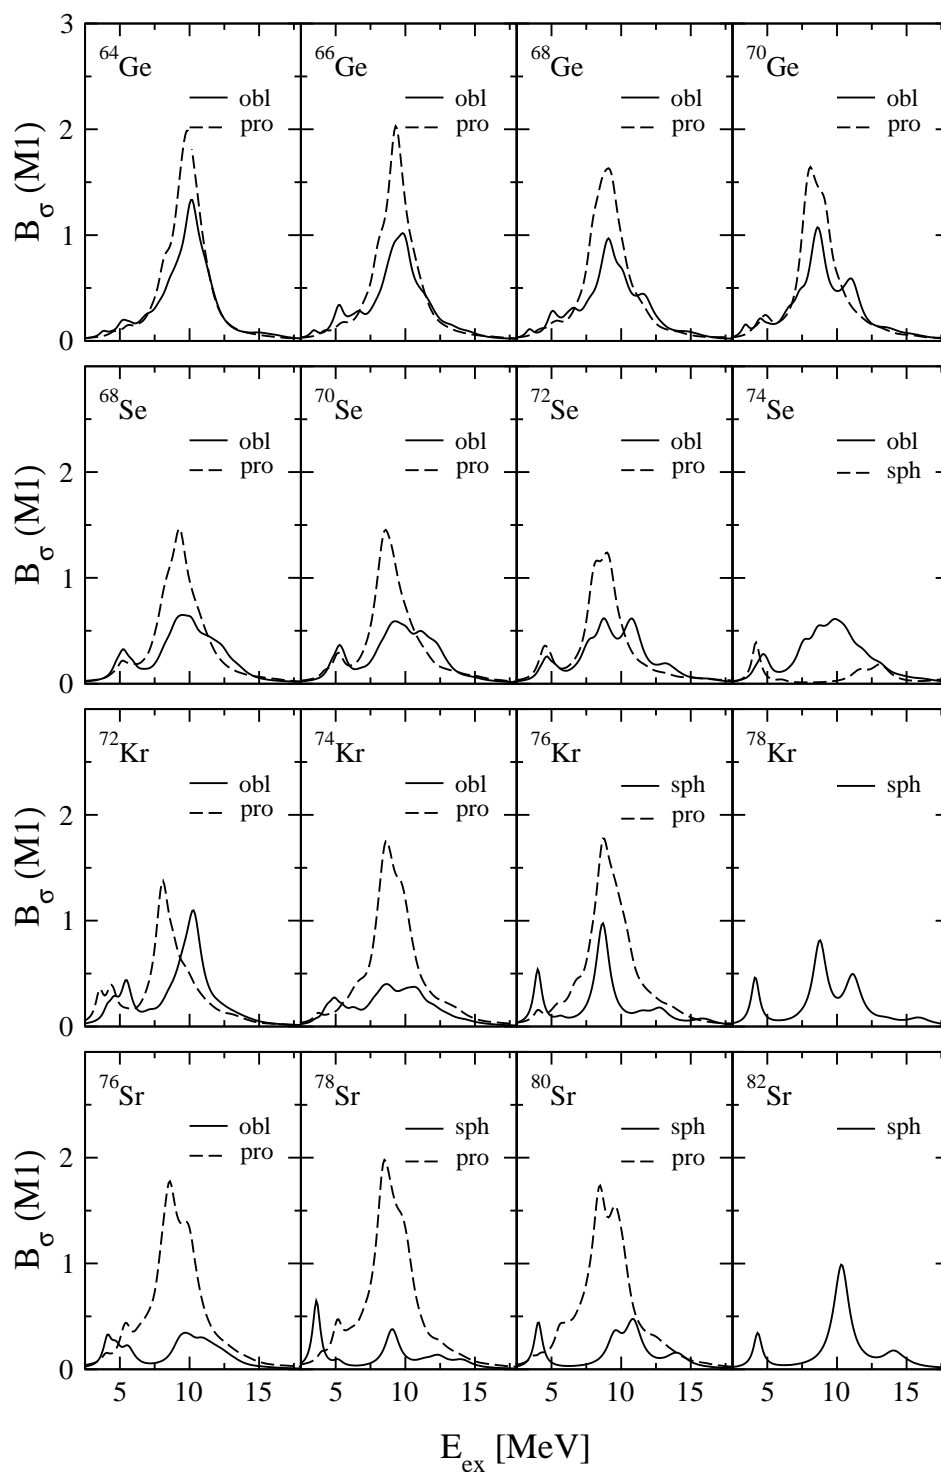 3
2
1
0
B_σ (M1)
^64Ge
obl
pro
^66Ge
obl
pro
^68Ge
obl
pro
^70Ge
obl
pro
2
1
0
B_σ (M1)
^68Se
obl
pro
^70Se
obl
pro
^72Se
obl
pro
^74Se
obl
sph
2
1
0
B_σ (M1)
^72Kr
obl
pro
^74Kr
obl
pro
^76Kr
sph
pro
^78Kr
sph
2
1
0
B_σ (M1)
^76Sr
obl
pro
^78Sr
sph
pro
^80Sr
sph
pro
^82Sr
sph
5 10 15 5 10 15 5 10 15 5 10 15
E_ex [MeV]